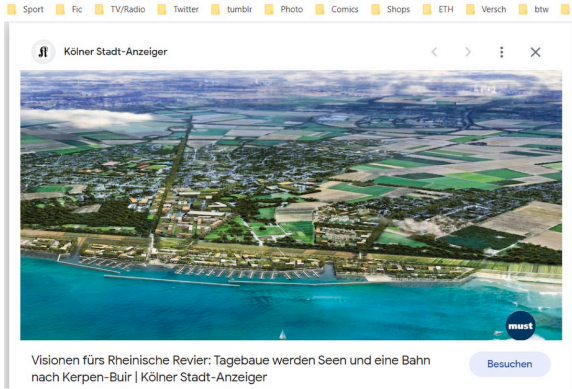 Sport Fic TV/Radio Twitter tumblr Photo Comics Shops ETH Versch btw
Kölner Stadt-Anzeiger
must
Visionen fürs Rheinische Revier: Tagebaue werden Seen und eine Bahn
nach Kerpen-Buir | Kölner Stadt-Anzeiger
Besuchen